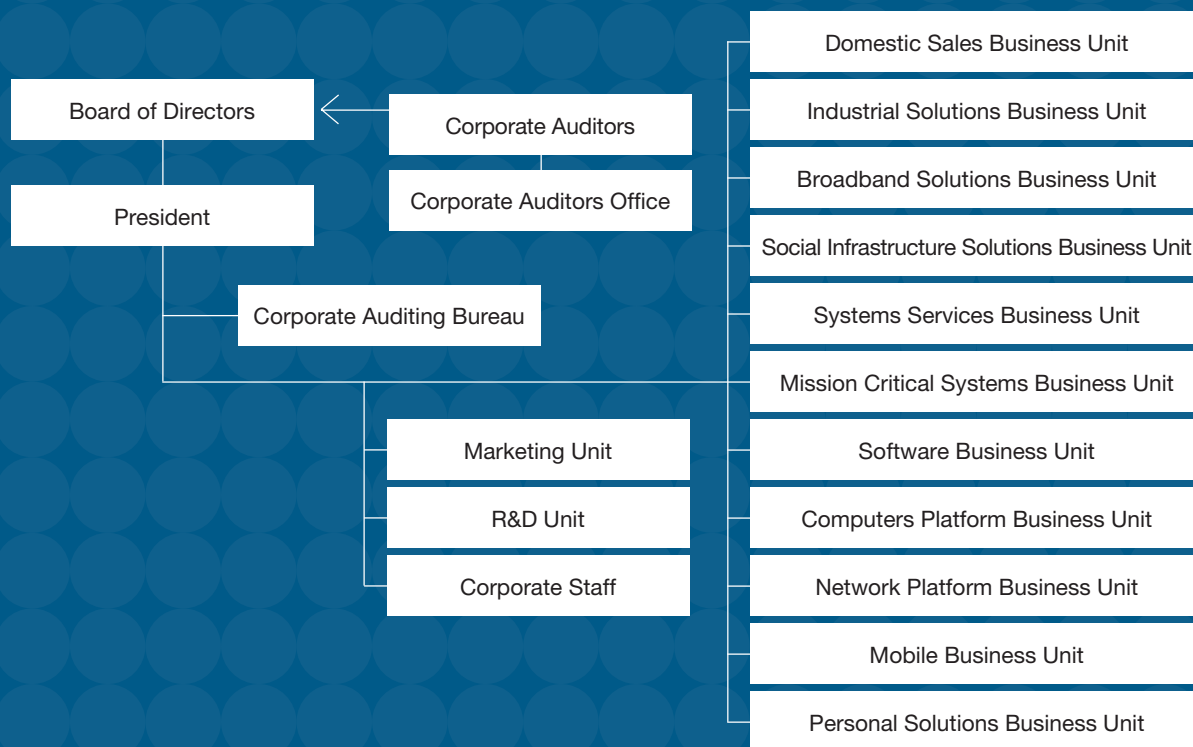 Board of Directors
President
Corporate Auditors
Corporate Auditors Office
Corporate Auditing Bureau
Marketing Unit
R&D Unit
Corporate Staff
Domestic Sales Business Unit
Industrial Solutions Business Unit
Broadband Solutions Business Unit
Social Infrastructure Solutions Business Unit
Systems Services Business Unit
Mission Critical Systems Business Unit
Software Business Unit
Computers Platform Business Unit
Network Platform Business Unit
Mobile Business Unit
Personal Solutions Business Unit